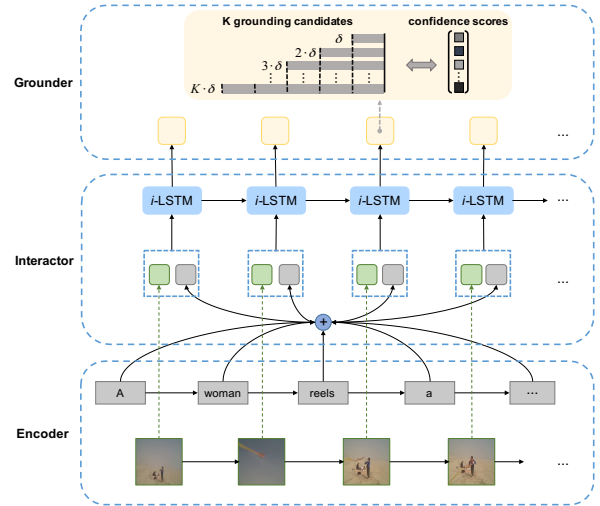 K grounding candidates
confidence scores
δ
2·δ
3·δ
K·δ
Grounder
...
i-LSTM
i-LSTM
i-LSTM
i-LSTM
...
Interactor
...
+
A
woman
reels
a
...
Encoder
...